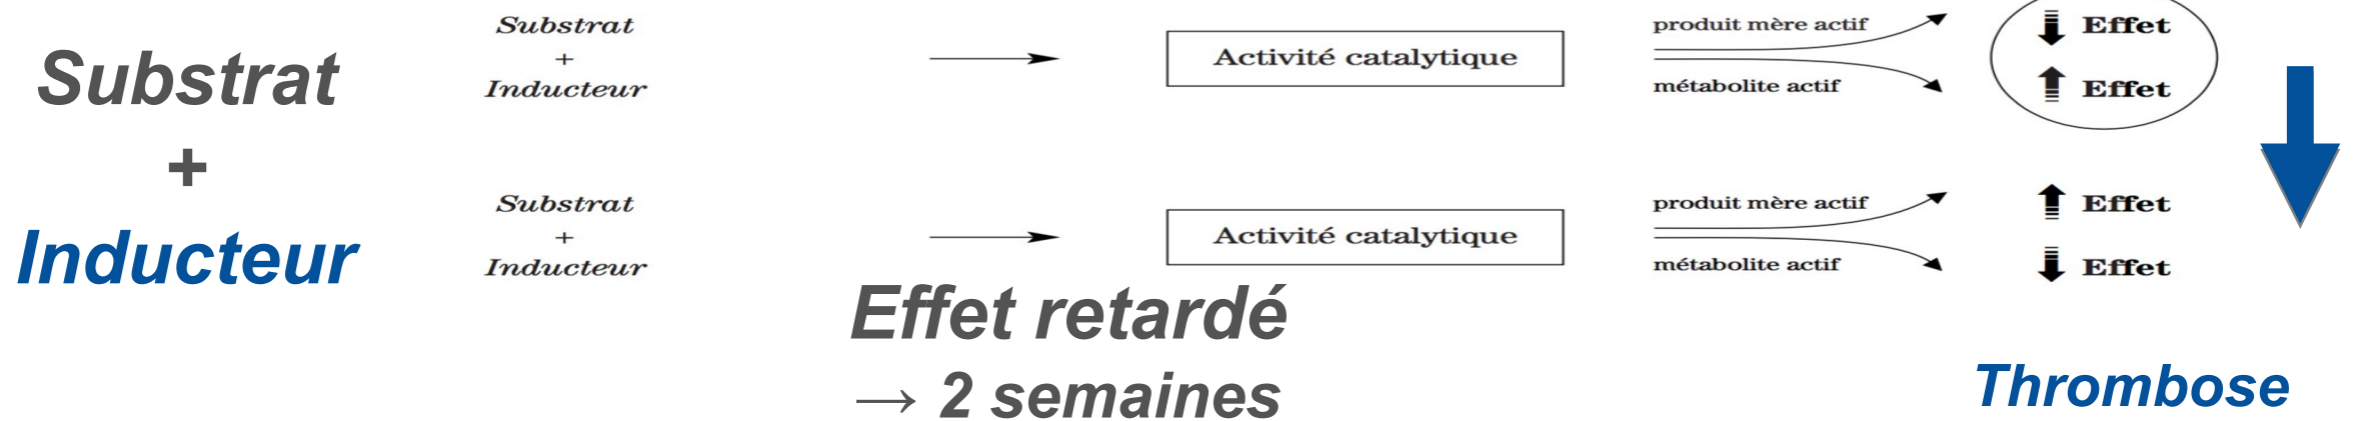 Substrat
+
Inducteur
Substrat
+
Inducteur
Activité catalytique
produit mère actif
métabolite actif
Effet
Effet
Substrat
+
Inducteur
Activité catalytique
produit mère actif
métabolite actif
Effet
Effet
Effet retardé
→ 2 semaines
Thrombose